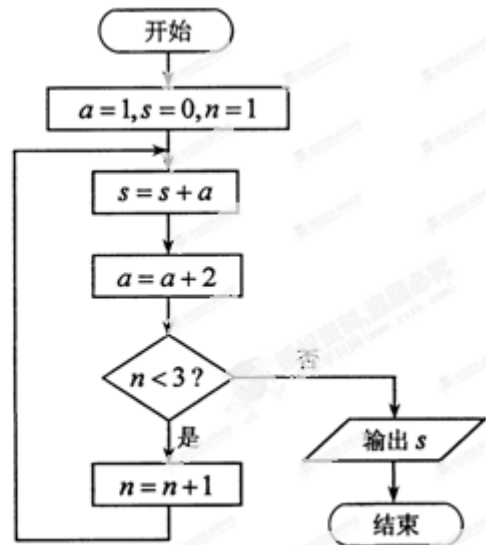 开始
a=1,s=0,n=1
s=s+a
a=a+2
n<3?
否
是
输出 s
n=n+1
结束